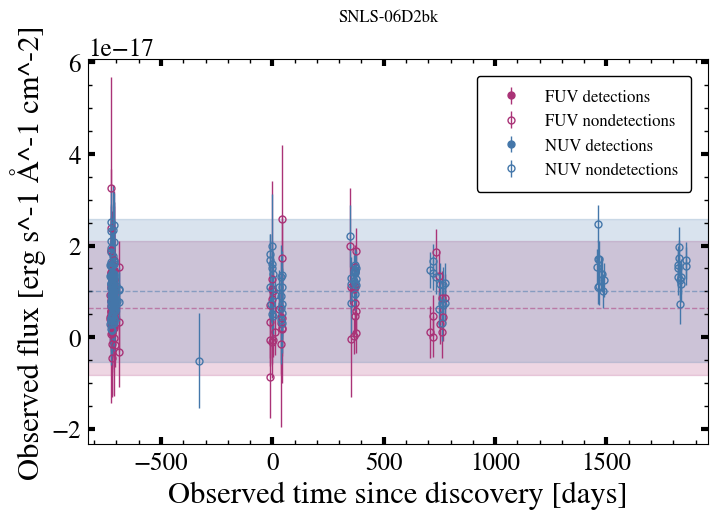 SNLS-06D2bk
1e−17
6
4
2
0
−2
−500
0
500
1000
1500
FUV detections
FUV nondetections
NUV detections
NUV nondetections
Observed flux [erg s^-1 Å^-1 cm^-2]
Observed time since discovery [days]